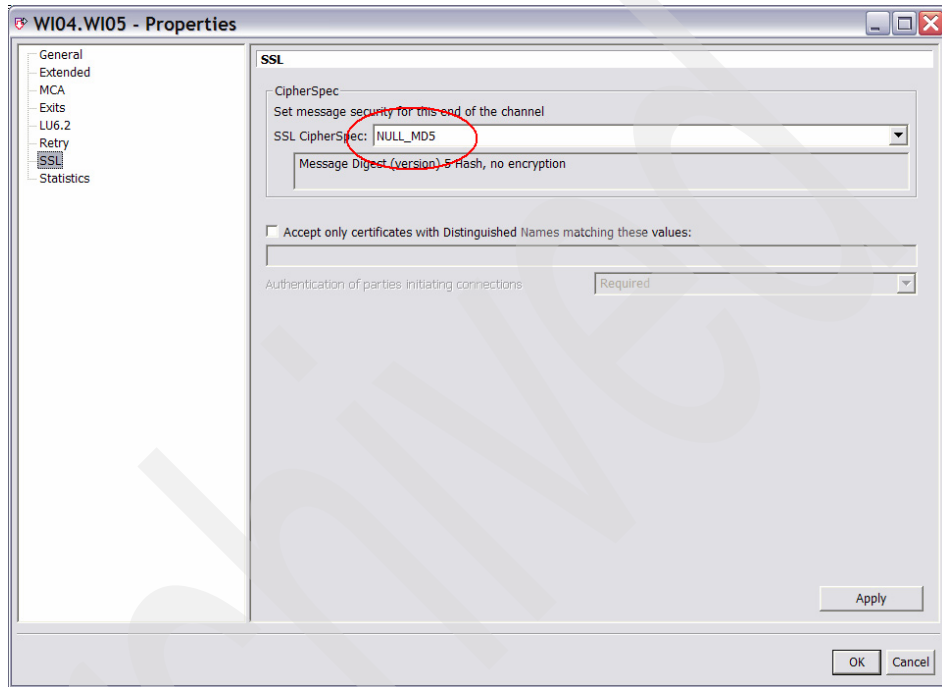 WI04.WI05 - Properties
General
Extended
MCA
Exits
LU6.2
Retry
SSL
Statistics
SSL
CipherSpec
Set message security for this end of the channel
SSL CipherSpec: NULL_MD5
Message Digest (version) 5 Hash, no encryption
Accept only certificates with Distinguished Names matching these values:
Authentication of parties initiating connections Required
Apply
OK Cancel